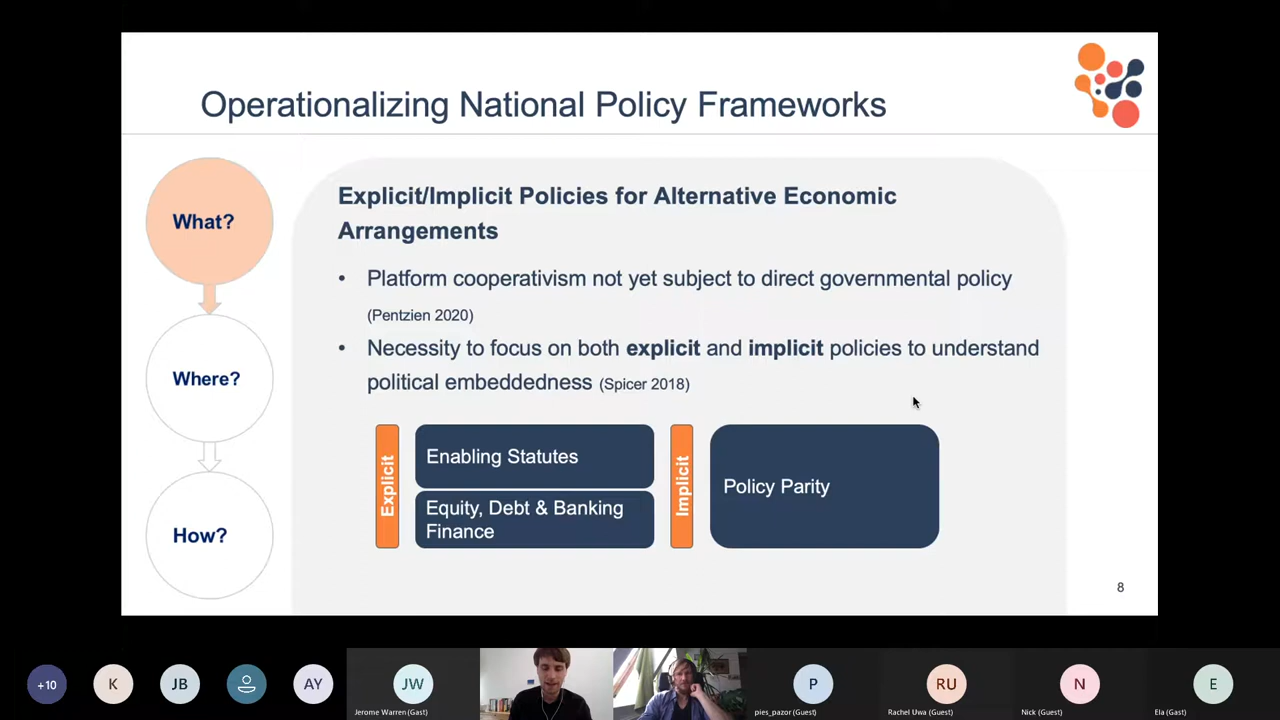 Operationalizing National Policy Frameworks
What?
Where?
How?
Explicit/Implicit Policies for Alternative Economic
Arrangements
• Platform cooperativism not yet subject to direct governmental policy
(Pentzien 2020)
• Necessity to focus on both explicit and implicit policies to understand
political embeddedness (Spicer 2018)
Explicit
Enabling Statutes
Equity, Debt & Banking
Finance
Implicit
Policy Parity
8
+10
K
JB
AY
JW
Jerome Warren (Gast)
P
pies_pazor (Guest)
RU
Rachel Uwa (Guest)
N
Nick (Guest)
E
Ela (Gast)